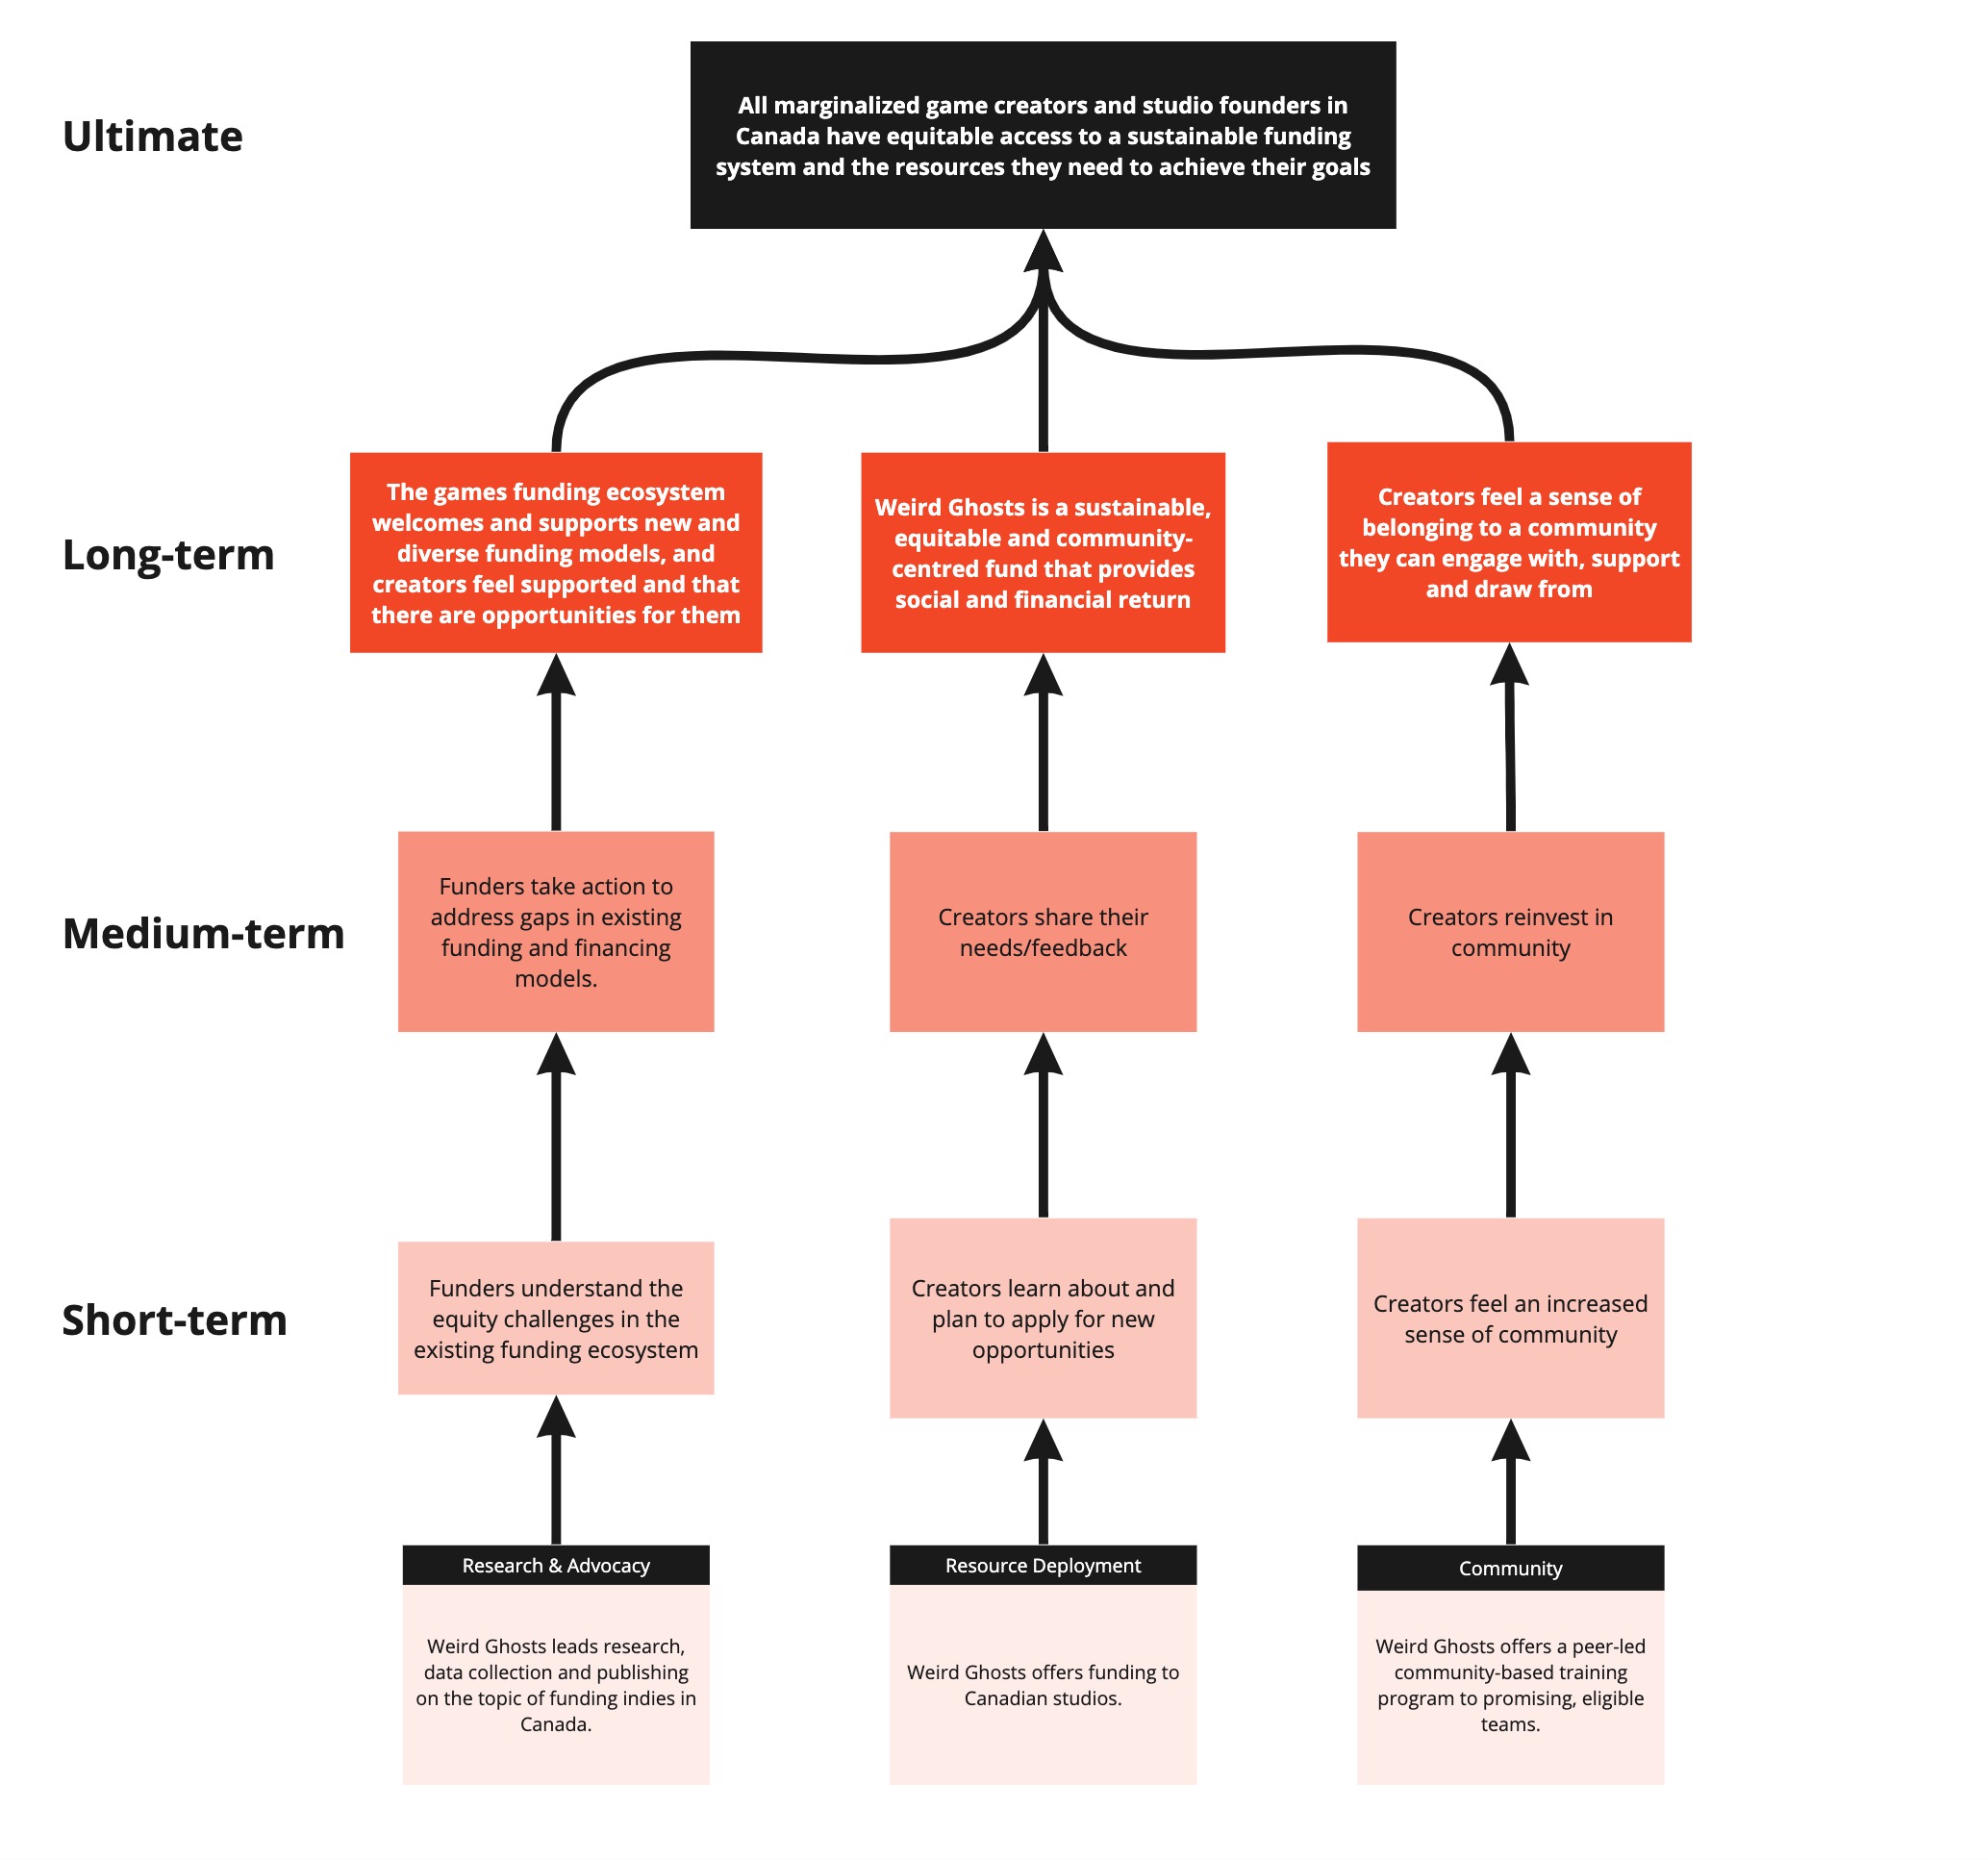 Ultimate
All marginalized game creators and studio founders in
Canada have equitable access to a sustainable funding
system and the resources they need to achieve their goals
Long-term
The games funding ecosystem
welcomes and supports new and
diverse funding models, and
creators feel supported and that
there are opportunities for them
Weird Ghosts is a sustainable,
equitable and community-
centred fund that provides
social and financial return
Creators feel a sense of
belonging to a community
they can engage with, support
and draw from
Medium-term
Funders take action to
address gaps in existing
funding and financing
models.
Creators share their
needs/feedback
Creators reinvest in
community
Short-term
Funders understand the
equity challenges in the
existing funding ecosystem
Creators learn about and
plan to apply for new
opportunities
Creators feel an increased
sense of community
Research & Advocacy
Weird Ghosts leads research,
data collection and publishing
on the topic of funding indies in
Canada.
Resource Deployment
Weird Ghosts offers funding to
Canadian studios.
Community
Weird Ghosts offers a peer-led
community-based training
program to promising, eligible
teams.